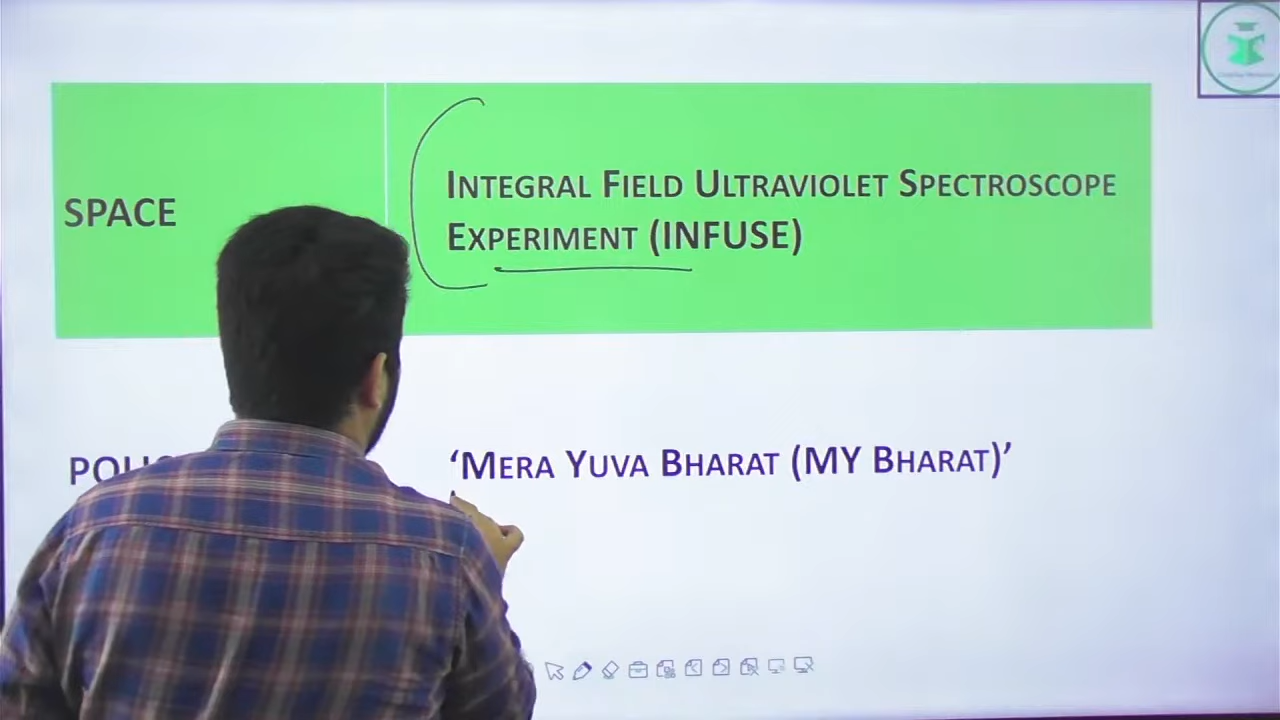 SPACE
INTEGRAL FIELD ULTRAVIOLET SPECTROSCOPE
EXPERIMENT (INFUSE)
‘MERA YUVA BHARAT (MY BHARAT)’